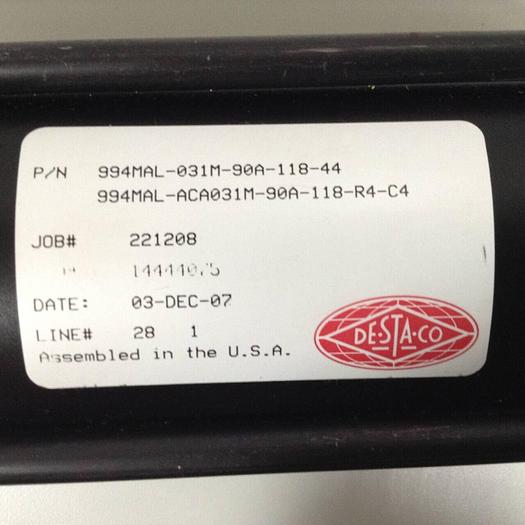 P/N 994MAL-031M-90A-118-44
994MAL-ACA031M-90A-118-R4-C4
JOB# 221208
DATE: 03-DEC-07
LINE# 28 1
Assembled in the U.S.A.
DE-STA-CO